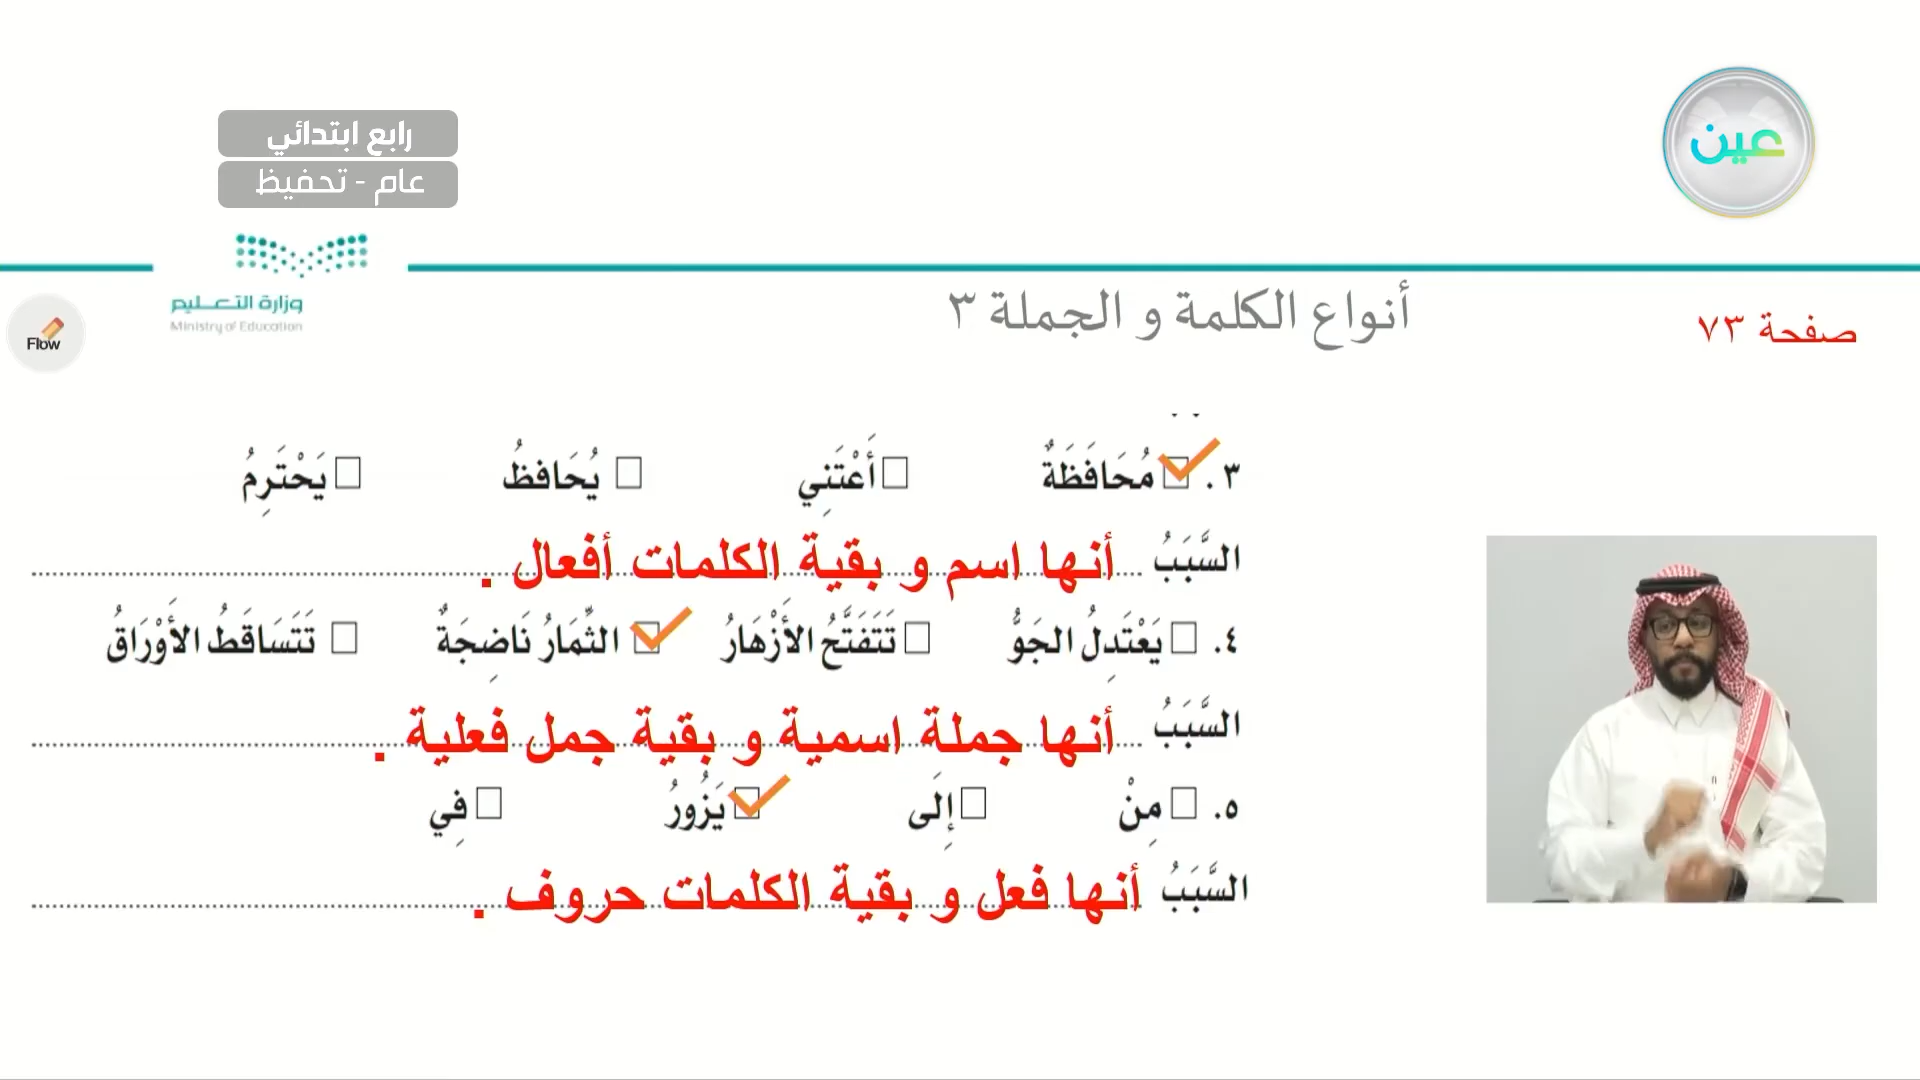 رابع ابتدائي
عام - تحفيظ
عين
وزارة التعليم
Ministry of Education
Flow
أنواع الكلمة و الجملة ٣
صفحة ٧٣
٣. مُحَافَظَةٌ أَعْتَنِي يُحَافظُ يَحْتَرِمُ
السَّبَبُ أنها اسم و بقية الكلمات أفعال .
٤. يَعْتَدِلُ الجَوُّ تَتَفَتَّحُ الأَزْهَارُ الثِّمَارُ نَاضِجَةٌ تَتَسَاقَطُ الأَوْرَاقُ
السَّبَبُ أنها جملة اسمية و بقية جمل فعلية .
٥. مِنْ إِلَى يَزُورُ فِي
السَّبَبُ أنها فعل و بقية الكلمات حروف .